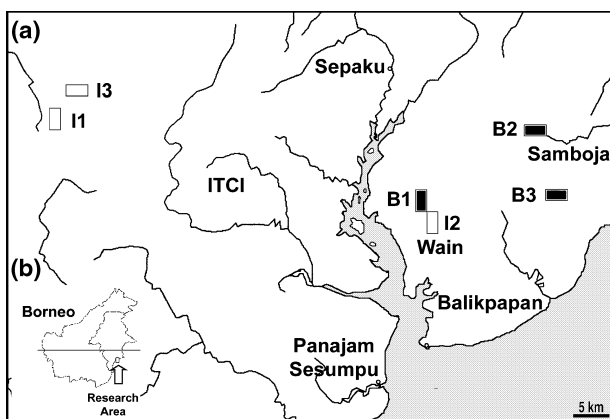 (a)
Sepaku
I3
I1
B2
Samboja
ITCI
B1
B3
I2
Wain
(b)
Borneo
Balikpapan
Panajam
Sesumpu
Research
Area
5 km